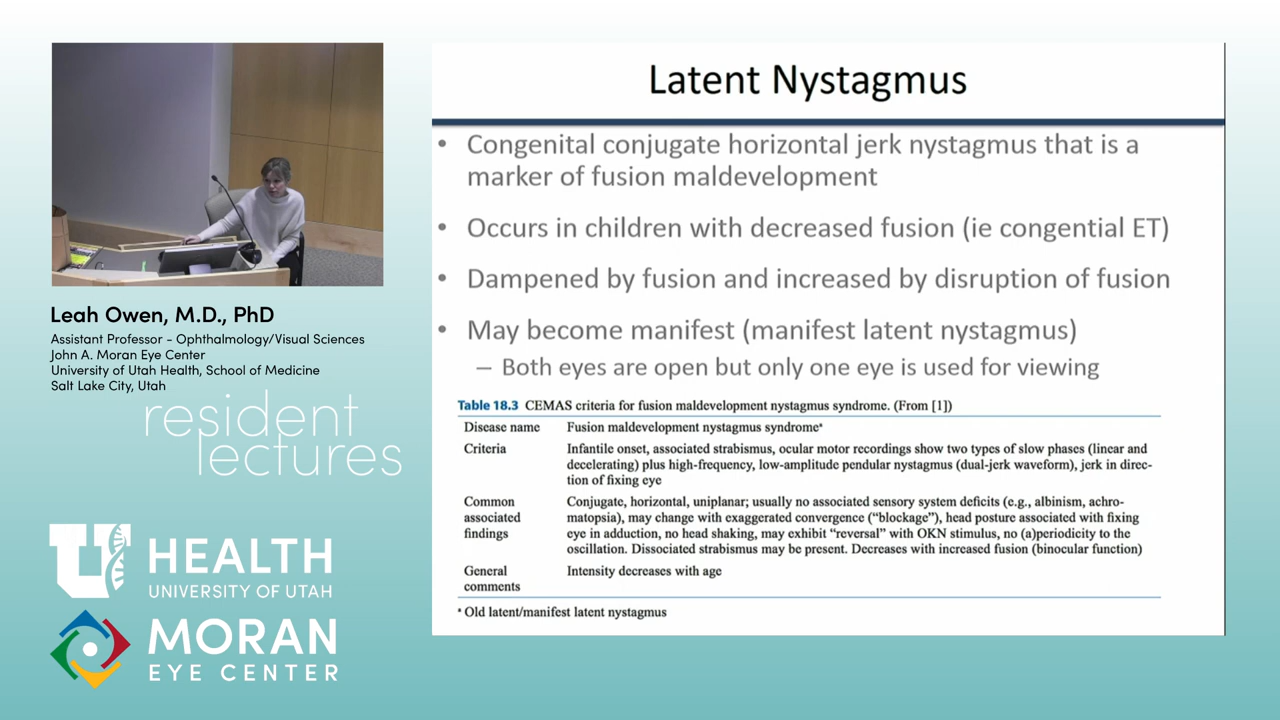 Latent Nystagmus
• Congenital conjugate horizontal jerk nystagmus that is a
marker of fusion maldevelopment
• Occurs in children with decreased fusion (ie congential ET)
• Dampened by fusion and increased by disruption of fusion
• May become manifest (manifest latent nystagmus)
– Both eyes are open but only one eye is used for viewing
Table 18.3 CEMAS criteria for fusion maldevelopment nystagmus syndrome. (From [1])
Disease name Fusion maldevelopment nystagmus syndromeᵃ
Criteria Infantile onset, associated strabismus, ocular motor recordings show two types of slow phases (linear and
decelerating) plus high-frequency, low-amplitude pendular nystagmus (dual-jerk waveform), jerk in direc-
tion of fixing eye
Common Conjugate, horizontal, uniplanar; usually no associated sensory system deficits (e.g., albinism, achro-
associated matopsia), may change with exaggerated convergence (“blockage”), head posture associated with fixing
findings eye in adduction, no head shaking, may exhibit “reversal” with OKN stimulus, no (a)periodicity to the
oscillation. Dissociated strabismus may be present. Decreases with increased fusion (binocular function)
General Intensity decreases with age
comments
ᵃ Old latent/manifest latent nystagmus
Leah Owen, M.D., PhD
Assistant Professor - Ophthalmology/Visual Sciences
John A. Moran Eye Center
University of Utah Health, School of Medicine
Salt Lake City, Utah
resident
lectures
U HEALTH
UNIVERSITY OF UTAH
MORAN
EYE CENTER